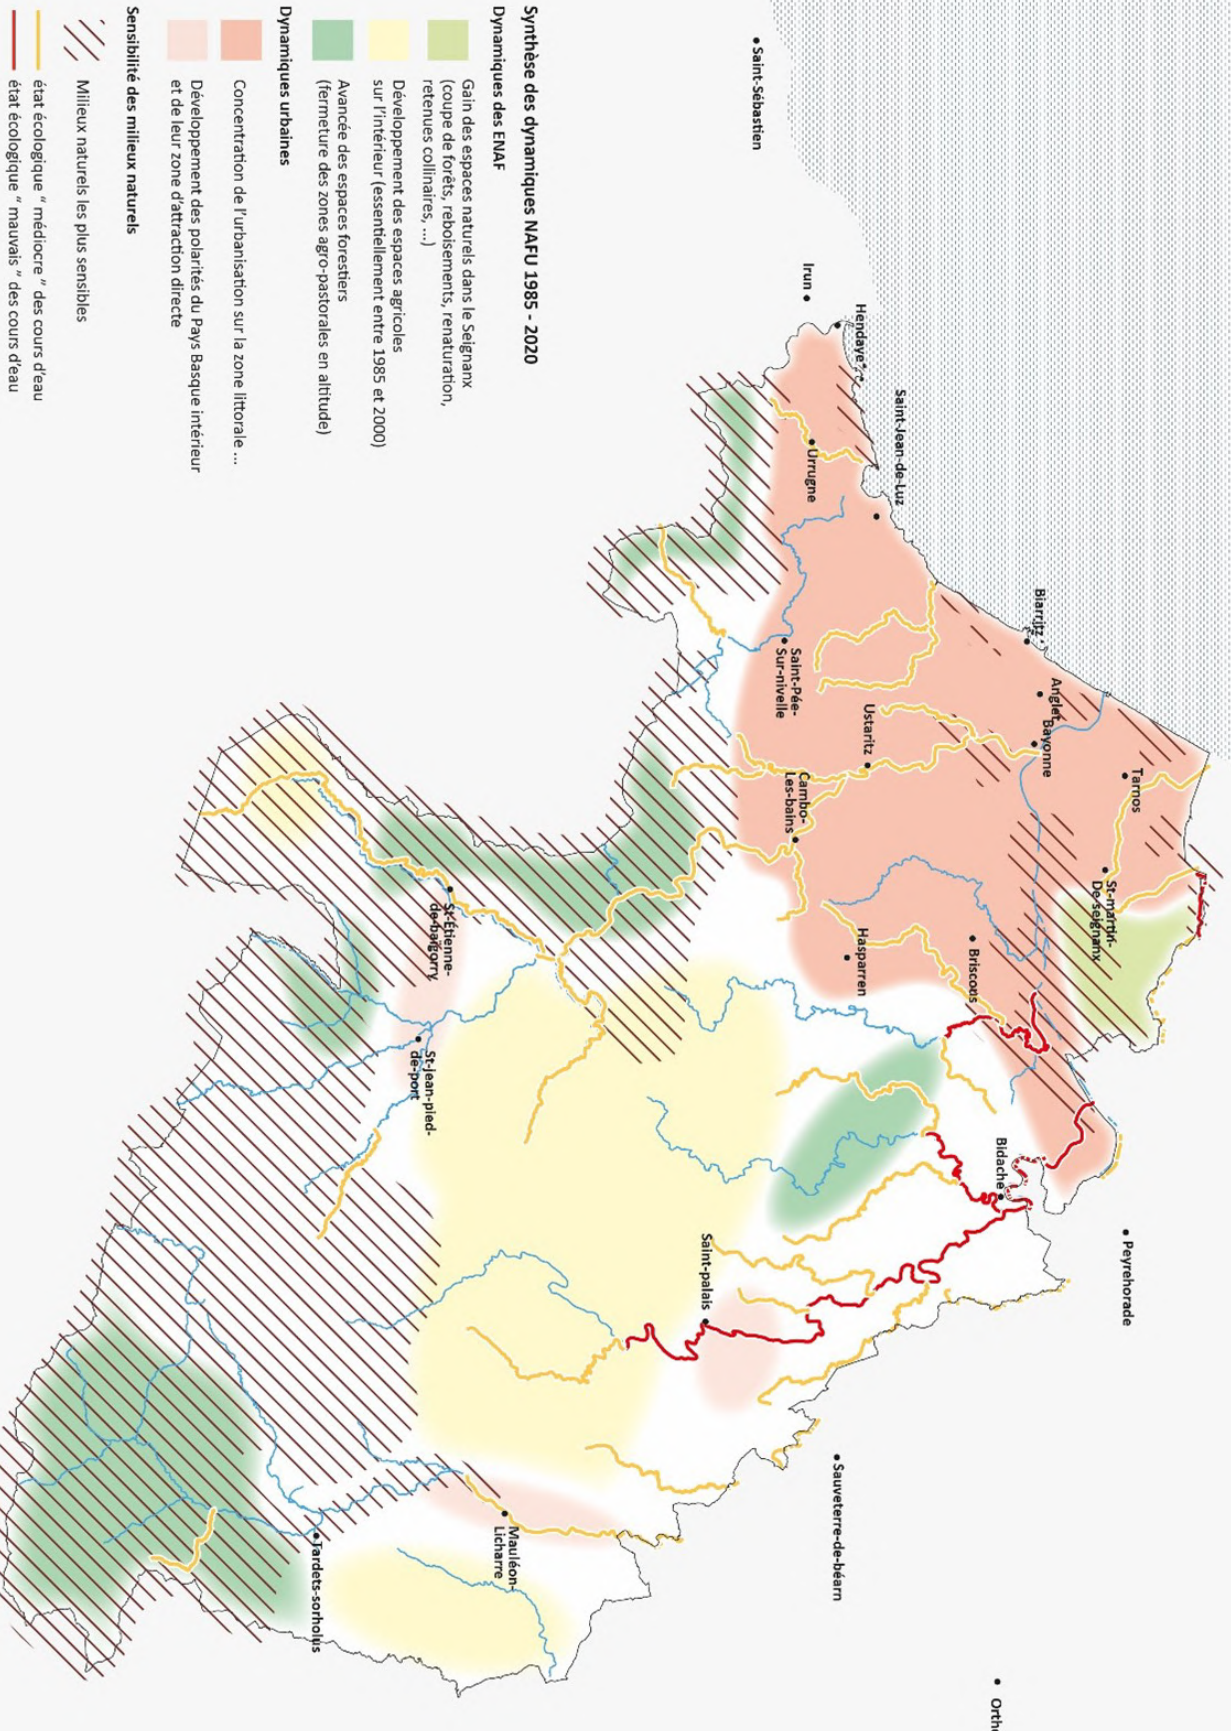 Synthèse des dynamiques NAFU 1985 - 2020
Dynamiques des ENAF
Gain des espaces naturels dans le Seignanx
(coupe de forêts, reboisements, renaturation,
retenues collinaires, ...)
Développement des espaces agricoles
sur l'intérieur (essentiellement entre 1985 et 2000)
Avancée des espaces forestiers
(fermeture des zones agro-pastorales en altitude)
Dynamiques urbaines
Concentration de l'urbanisation sur la zone littorale ...
Développement des polarités du Pays Basque intérieur
et de leur zone d'attraction directe
Sensibilité des milieux naturels
Milieux naturels les plus sensibles
état écologique " médiocre " des cours d'eau
état écologique " mauvais " des cours d'eau
Saint-Sébastien
Irun
Hendaye
Saint-Jean-de-Luz
Urrugne
Biarritz
Saint-Pée-
Sur-nivelle
Anglet
Bayonne
Ustaritz
Tarnos
Cambo-
Les-bains
St-martin-
De-seignanx
Hasparren
Briscous
St-Étienne-
de-baïgorry
St-jean-pied-
de-port
Bidache
Peyrehorade
Saint-palais
Sauveterre-de-béarn
Mauléon-
Licharre
Tardets-sorholus